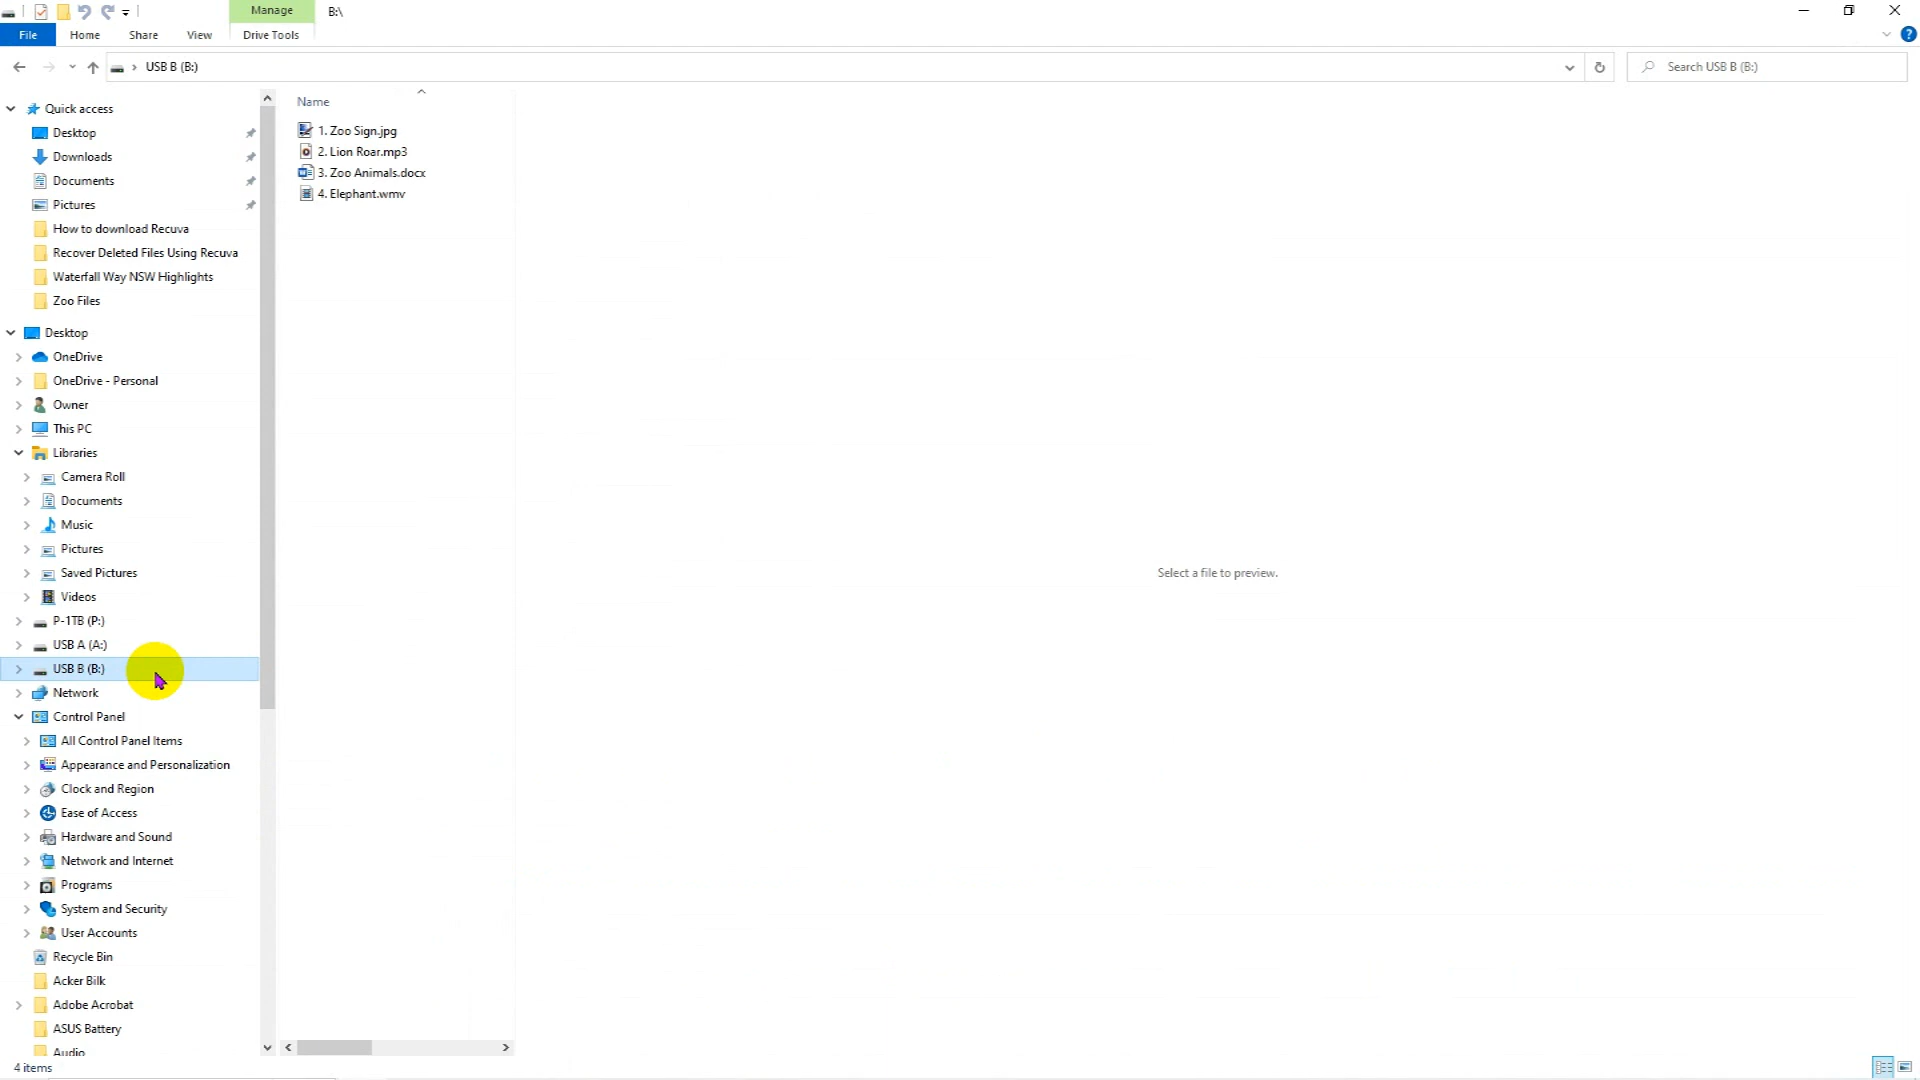 Manage
B:\
File
Home
Share
View
Drive Tools
USB B (B:)
Search USB B (B:)
Quick access
Desktop
Downloads
Documents
Pictures
How to download Recuva
Recover Deleted Files Using Recuva
Waterfall Way NSW Highlights
Zoo Files
Desktop
OneDrive
OneDrive - Personal
Owner
This PC
Libraries
Camera Roll
Documents
Music
Pictures
Saved Pictures
Videos
P-1TB (P:)
USB A (A:)
USB B (B:)
Network
Control Panel
All Control Panel Items
Appearance and Personalization
Clock and Region
Ease of Access
Hardware and Sound
Network and Internet
Programs
System and Security
User Accounts
Recycle Bin
Acker Bilk
Adobe Acrobat
ASUS Battery
Audio
Name
1. Zoo Sign.jpg
2. Lion Roar.mp3
3. Zoo Animals.docx
4. Elephant.wmv
Select a file to preview.
4 items